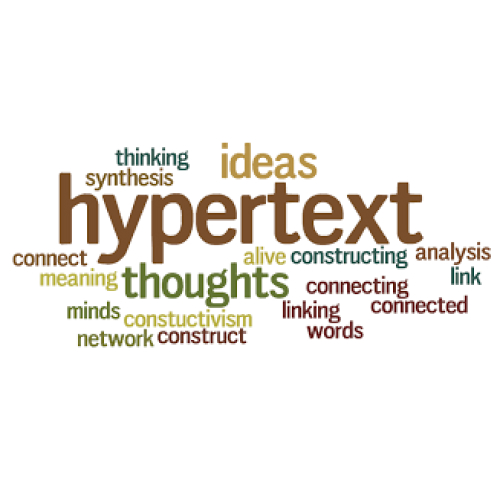 thinking ideas
synthesis
hypertext
connect alive constructing analysis
meaning thoughts connecting link
minds constuctivism linking connected
network construct words